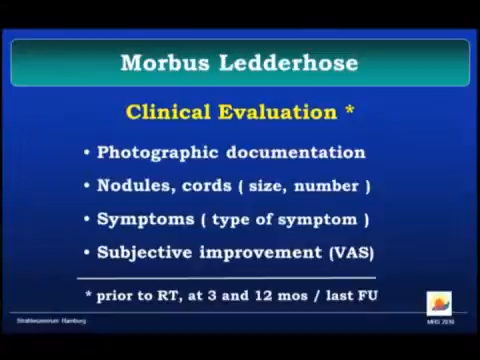 Morbus Ledderhose
Clinical Evaluation *
• Photographic documentation
• Nodules, cords ( size, number )
• Symptoms ( type of symptom )
• Subjective improvement (VAS)
* prior to RT, at 3 and 12 mos / last FU
Hamburg